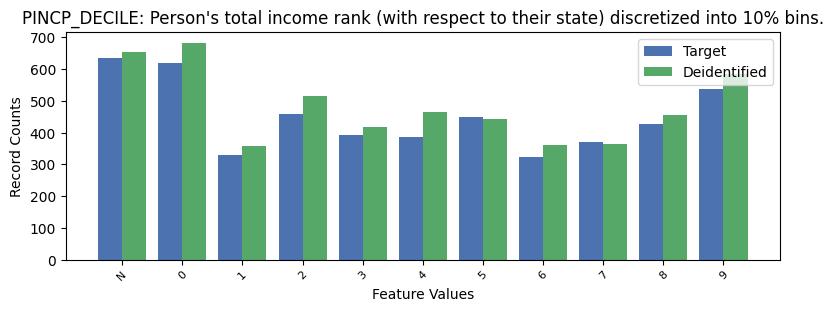 PINCP_DECILE: Person's total income rank (with respect to their state) discretized into 10% bins.
Target
Deidentified
Record Counts
700
600
500
400
300
200
100
0
N 0 1 2 3 4 5 6 7 8 9
Feature Values